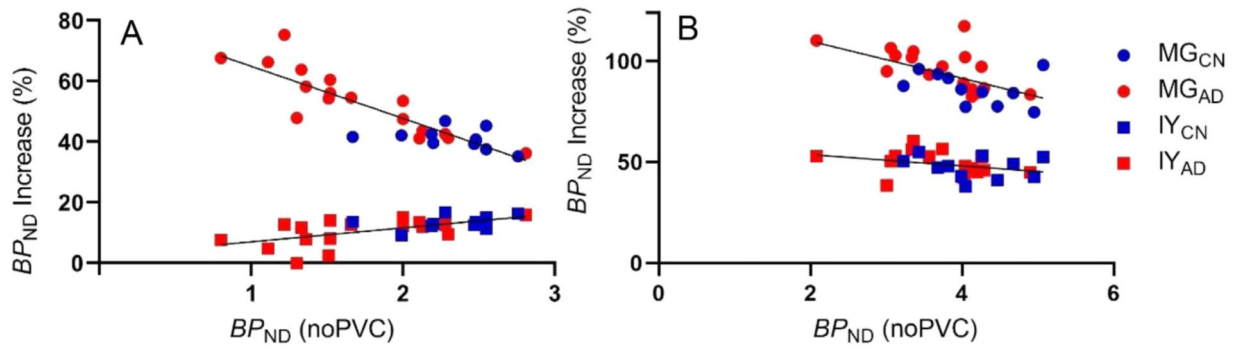 A
BP_ND Increase (%)
80
60
40
20
0
1
2
3
BP_ND (noPVC)
B
BP_ND Increase (%)
100
50
0
0
2
4
6
BP_ND (noPVC)
MG_CN
MG_AD
IY_CN
IY_AD